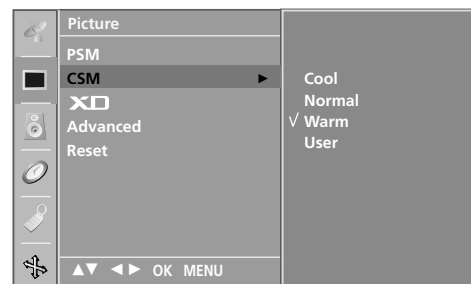 Picture
PSM
CSM ►
XD
Advanced
Reset
▲▼ ◄► OK MENU
Cool
Normal
√ Warm
User